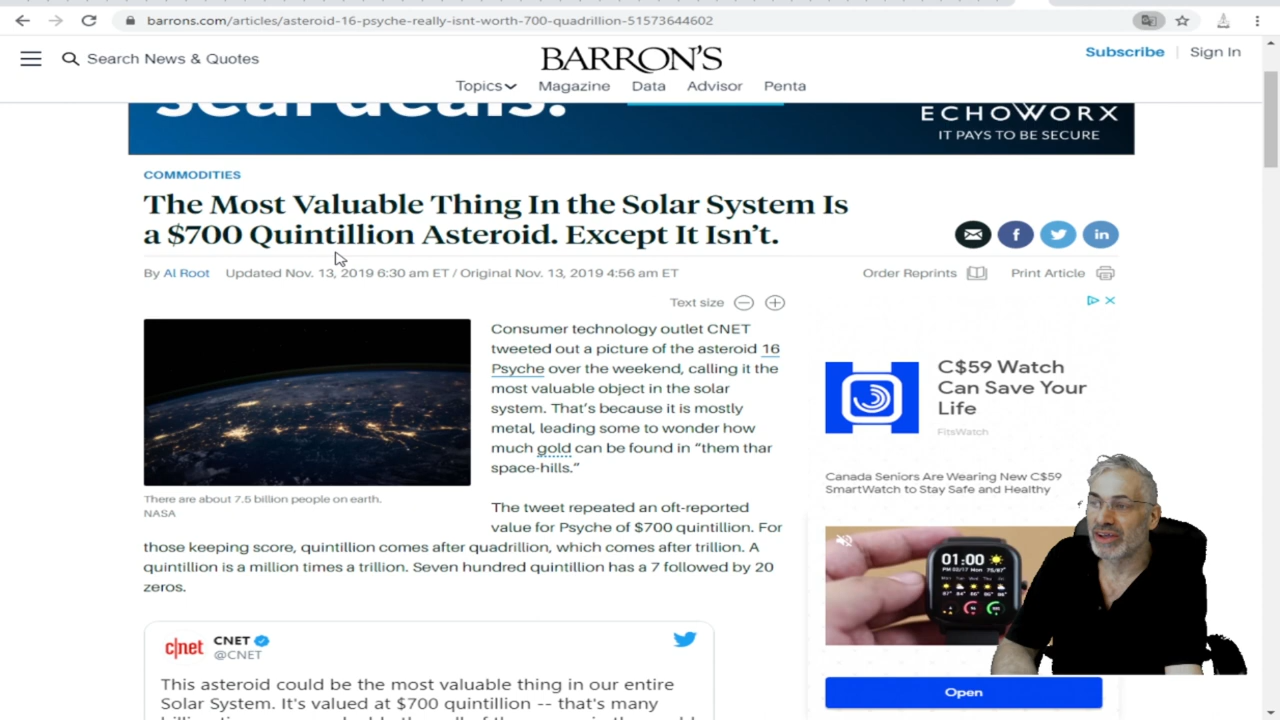 barrons.com/articles/asteroid-16-psyche-really-isnt-worth-700-quadrillion-51573644602
Search News & Quotes
BARRON'S
Subscribe
Sign In
Topics
Magazine
Data
Advisor
Penta
ECHOWORX
IT PAYS TO BE SECURE
COMMODITIES
The Most Valuable Thing In the Solar System Is
a $700 Quintillion Asteroid. Except It Isn't.
By Al Root Updated Nov. 13, 2019 6:30 am ET / Original Nov. 13, 2019 4:56 am ET
Order Reprints
Print Article
Text size
Consumer technology outlet CNET
tweeted out a picture of the asteroid 16
Psyche over the weekend, calling it the
most valuable object in the solar
system. That's because it is mostly
metal, leading some to wonder how
much gold can be found in “them thar
space-hills.”
There are about 7.5 billion people on earth.
NASA
The tweet repeated an oft-reported
value for Psyche of $700 quintillion. For
those keeping score, quintillion comes after quadrillion, which comes after trillion. A
quintillion is a million times a trillion. Seven hundred quintillion has a 7 followed by 20
zeros.
cnet
CNET
@CNET
This asteroid could be the most valuable thing in our entire
Solar System. It's valued at $700 quintillion -- that's many
C$59 Watch
Can Save Your
Life
FitsWatch
Canada Seniors Are Wearing New C$59
SmartWatch to Stay Safe and Healthy
01:00
Open